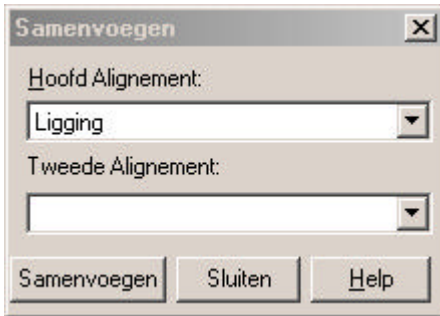 Samenvoegen
Hoofd Alignement:
Ligging
Tweede Alignement:
Samenvoegen Sluiten Help